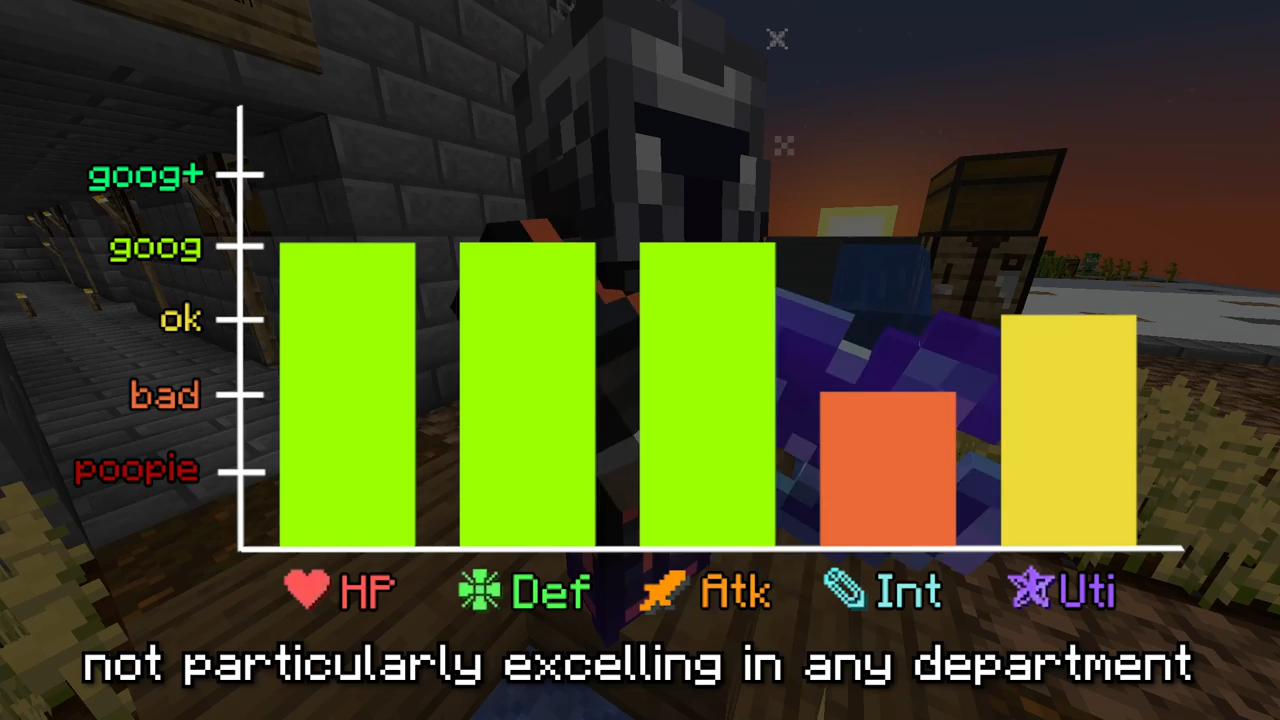 goog+
goog
ok
bad
poopie
HP Def Atk Int Uti
not particularly excelling in any department